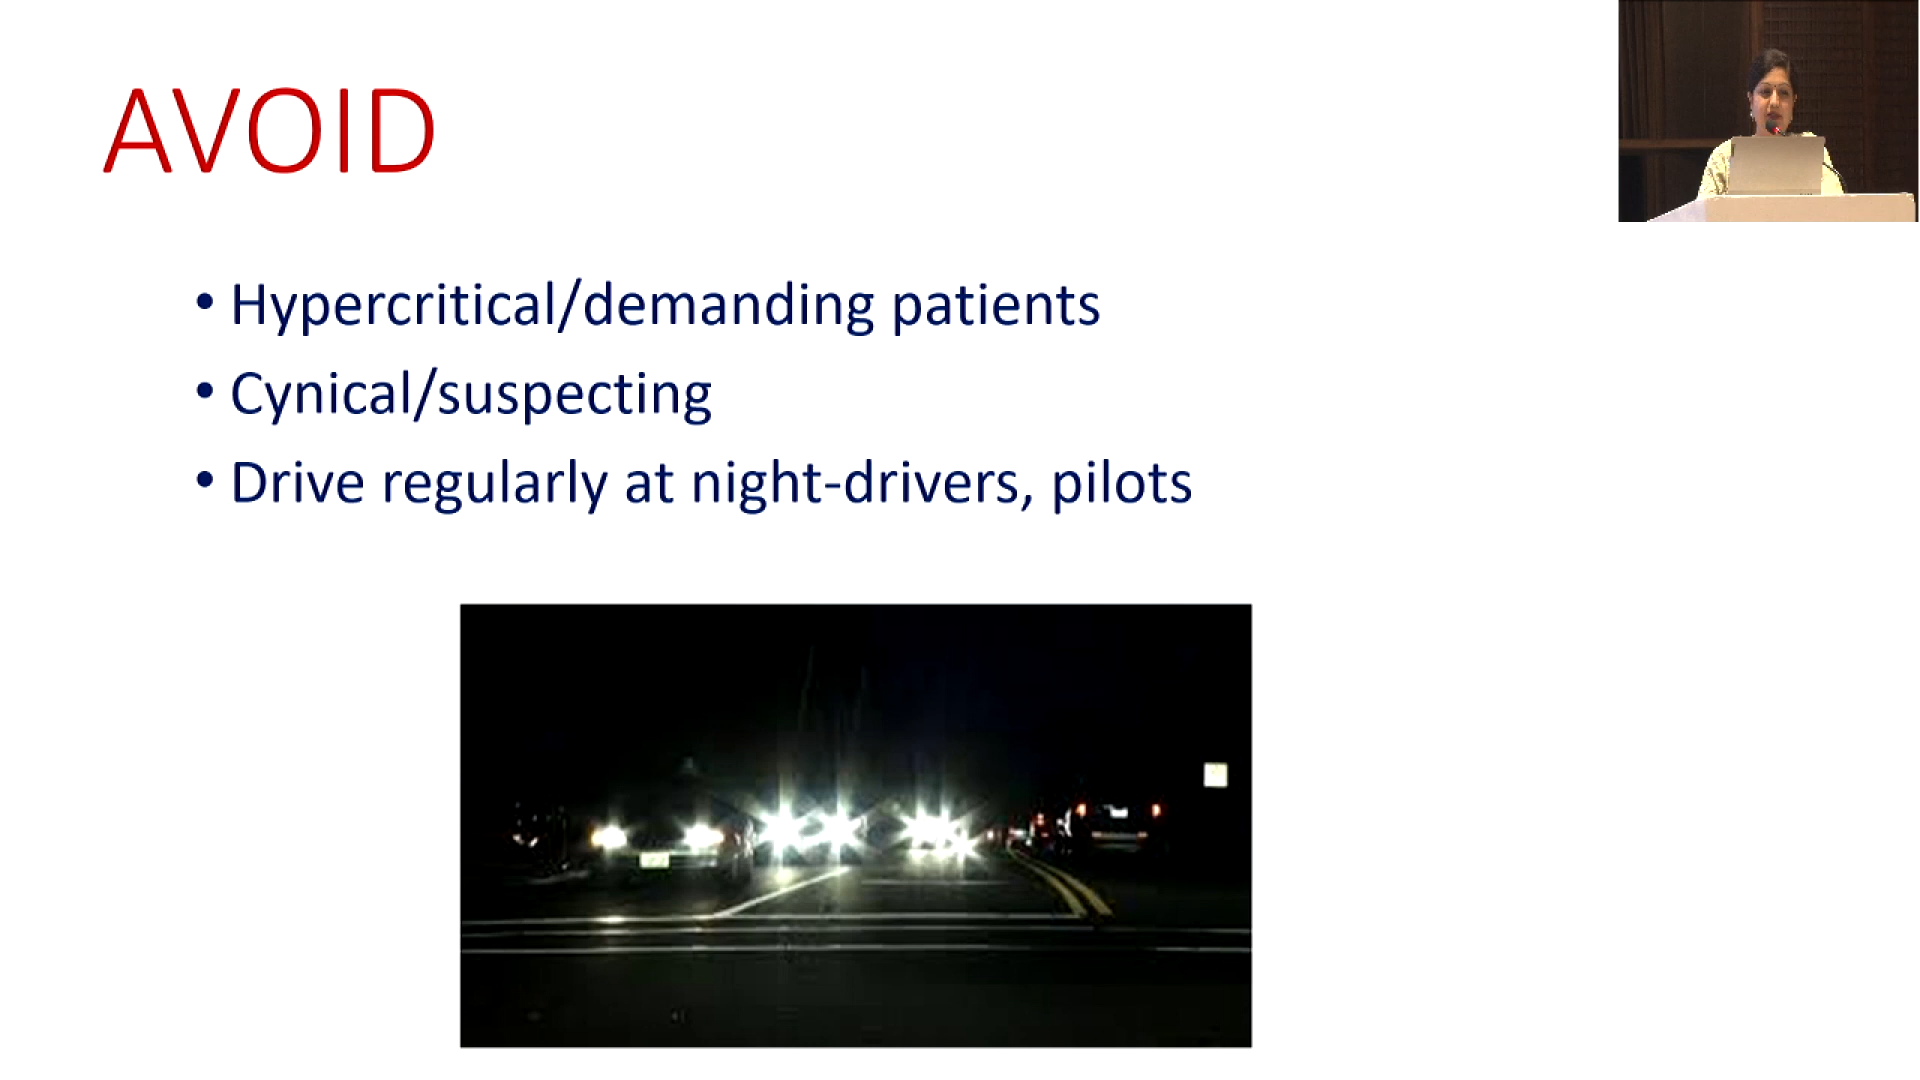 AVOID
• Hypercritical/demanding patients
• Cynical/suspecting
• Drive regularly at night-drivers, pilots